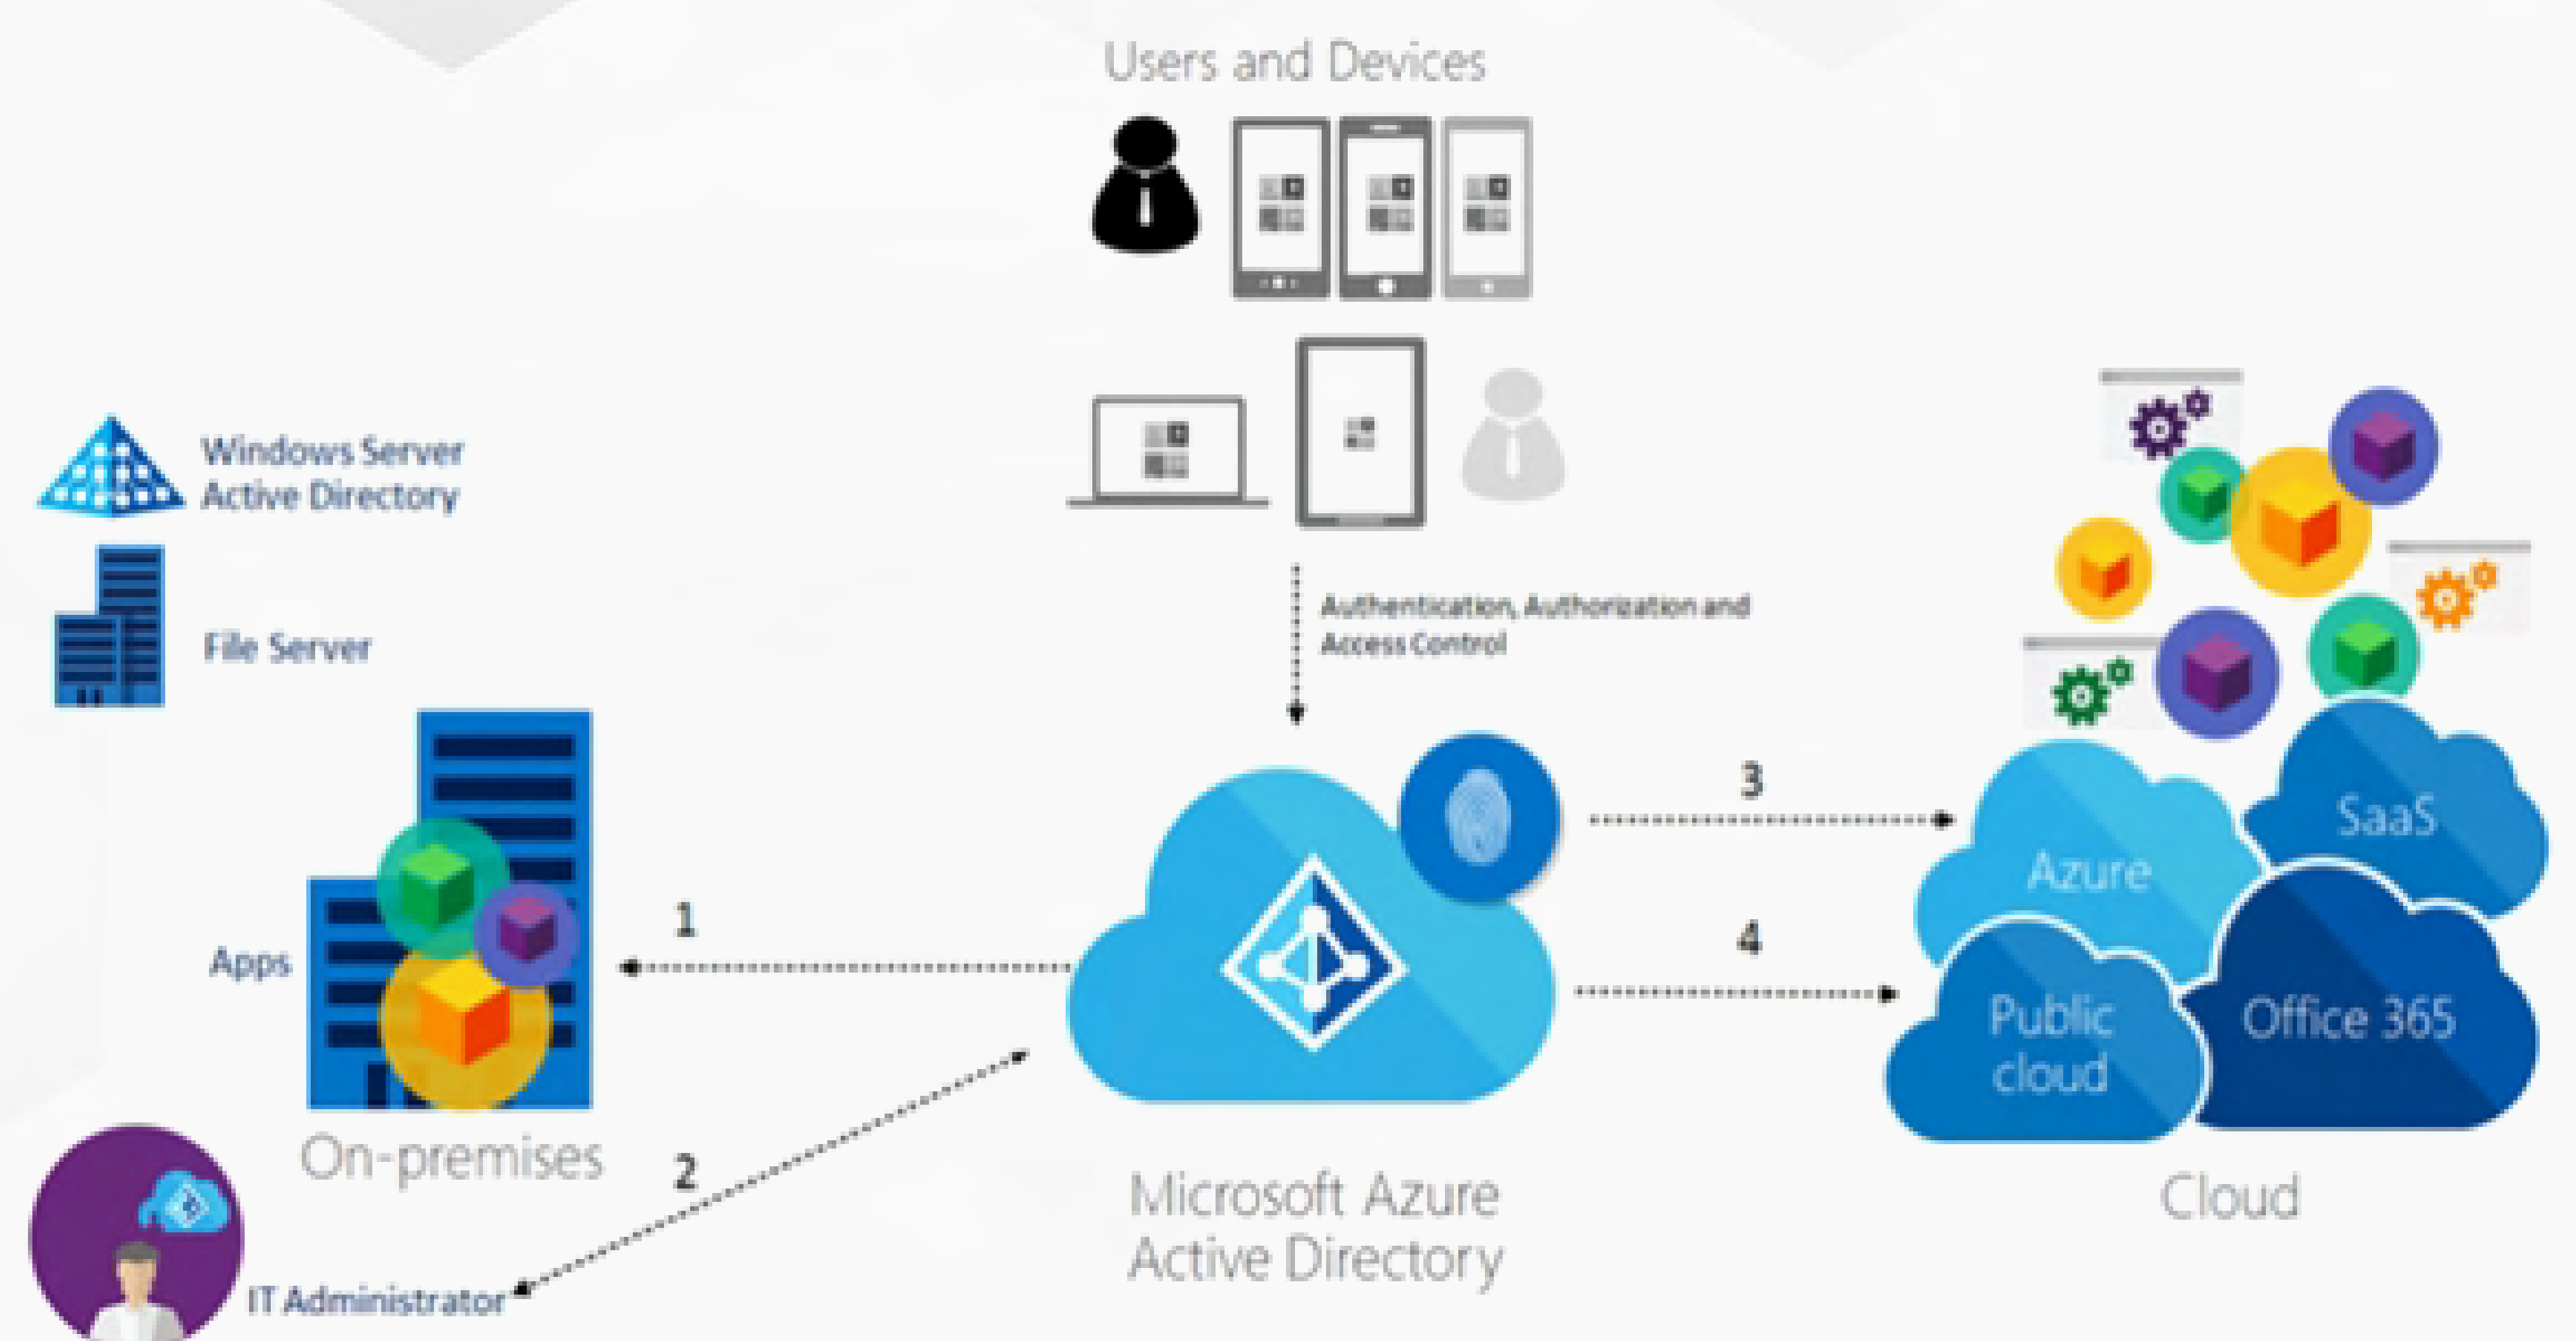 Users and Devices
Windows Server
Active Directory
File Server
Authentication, Authorization and
Access Control
Apps
On-premises
IT Administrator
1
2
3
4
Microsoft Azure
Active Directory
SaaS
Azure
Public
cloud
Office 365
Cloud